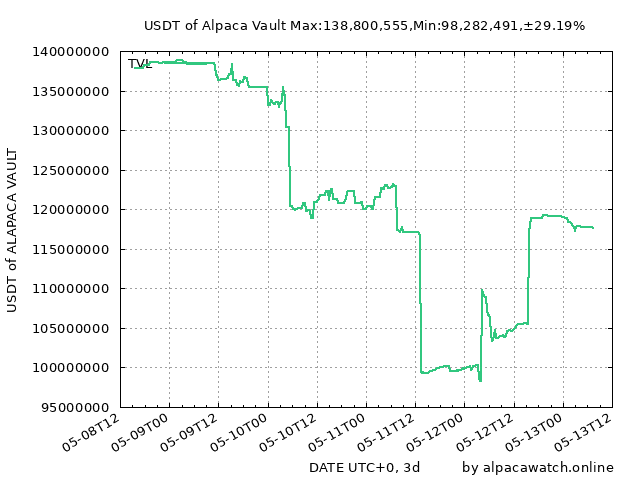 USDT of Alpaca Vault Max:138,800,555,Min:98,282,491,±29.19%
TVL
USDT of ALAPACA VAULT
140000000
135000000
130000000
125000000
120000000
115000000
110000000
105000000
100000000
95000000
05-08T12
05-09T00
05-09T12
05-10T00
05-10T12
05-11T00
05-11T12
05-12T00
05-12T12
05-13T00
05-13T12
DATE UTC+0, 3d by alpacawatch.online